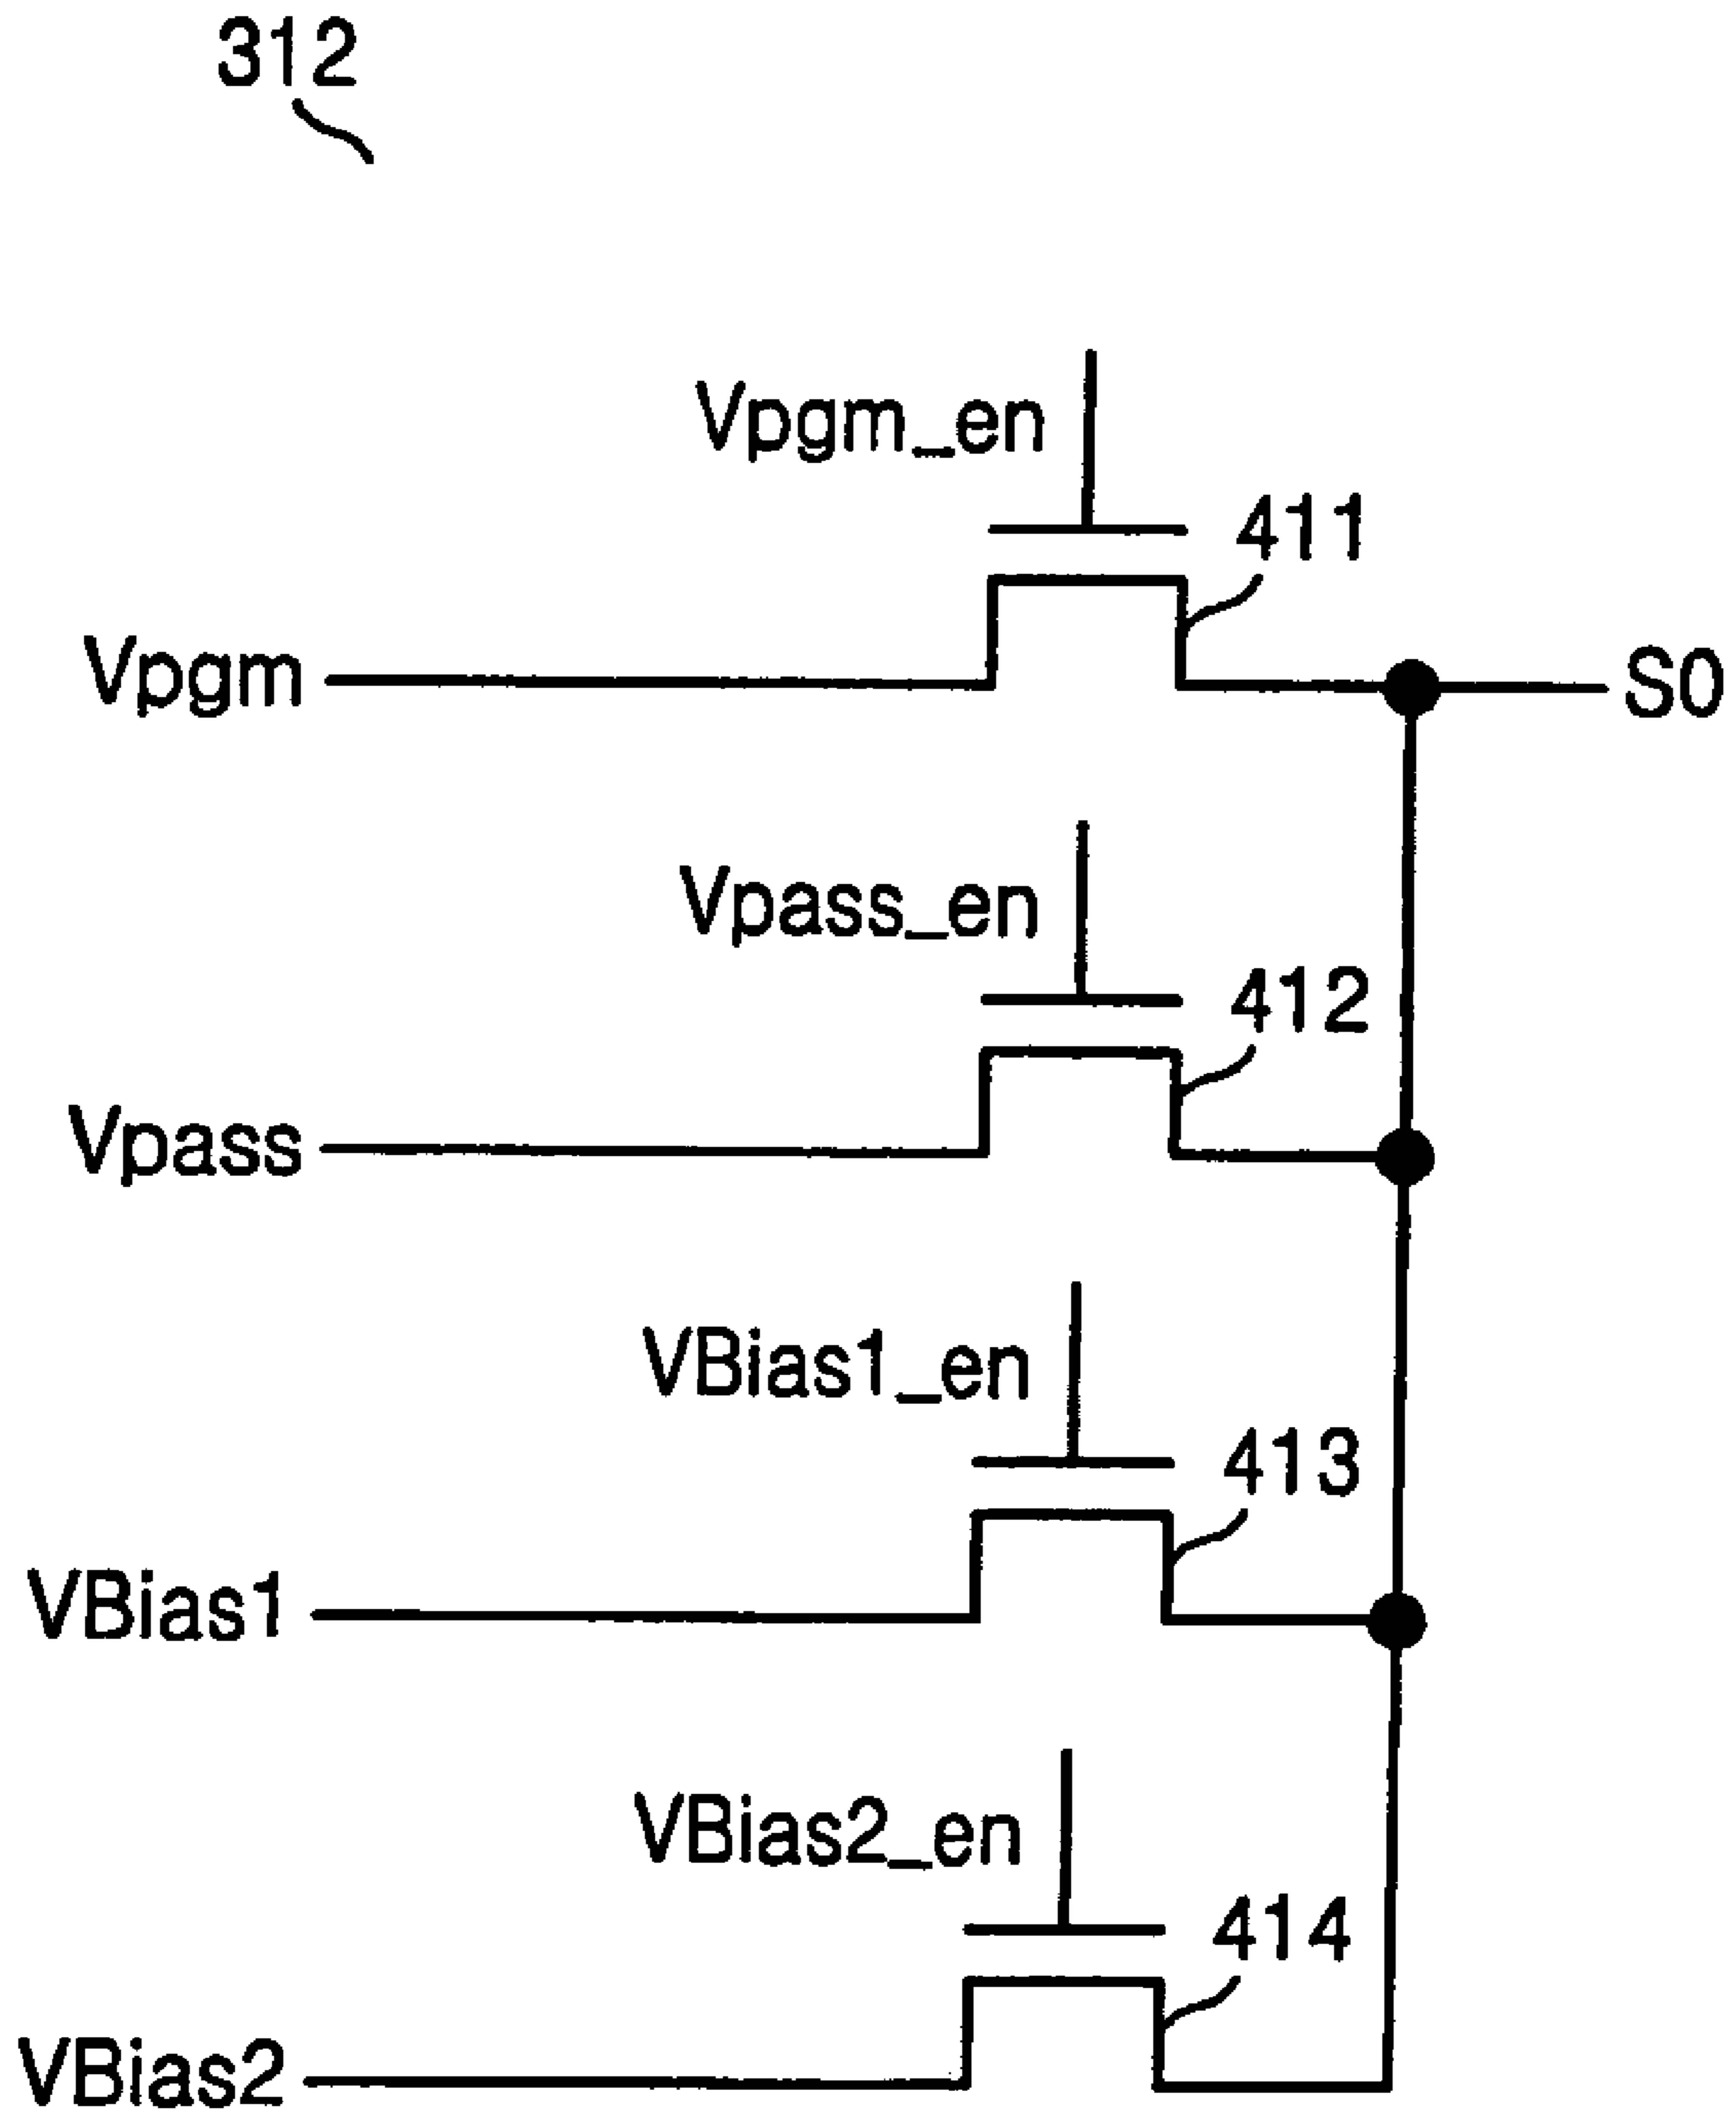 312
Vpgm_en
411
Vpgm
S0
Vpass_en
412
Vpass
VBias1_en
413
VBias1
VBias2_en
414
VBias2